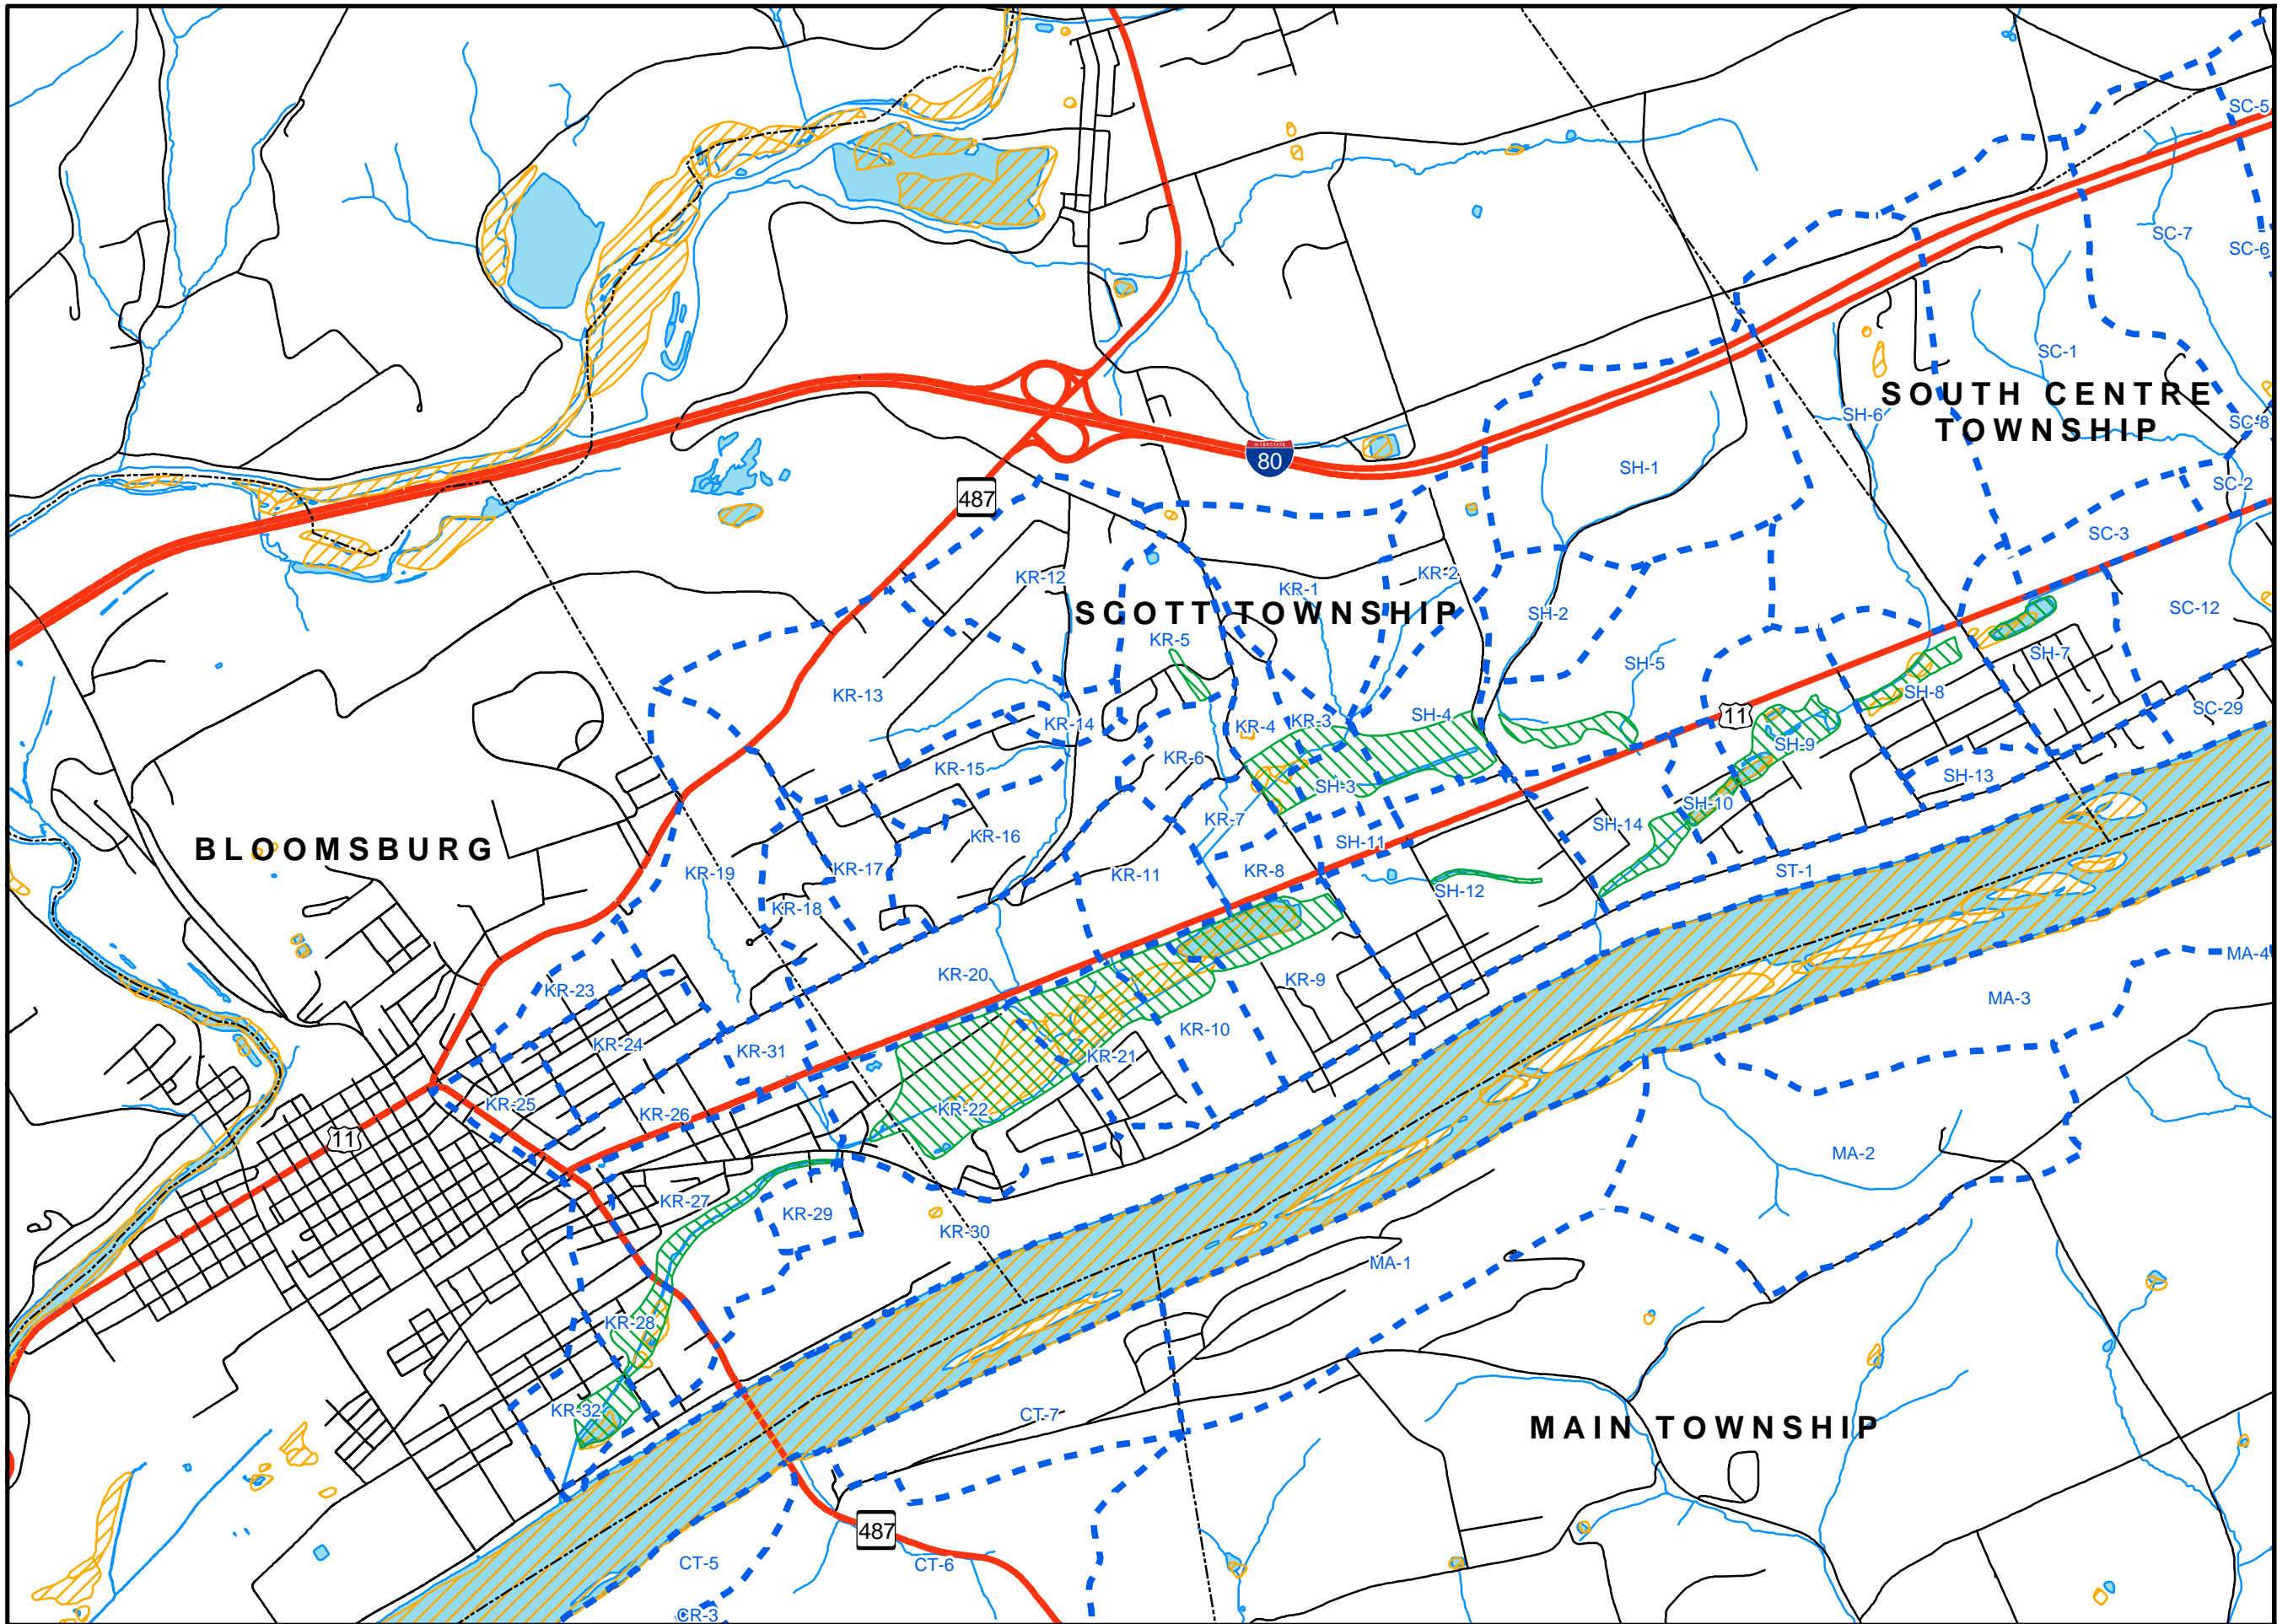 SC-5
SC-7
SC-6
SC-1
SOUTH CENTRE
TOWNSHIP
SH-6
SC-8
INTERSTATE
80
SH-1
SC-2
487
SC-3
KR-12
KR-1
KR-2
SCOTT TOWNSHIP
SH-2
SC-12
KR-5
SH-5
SH-7
KR-13
SH-8
KR-14
KR-4
KR-3
SH-4
11
SC-29
SH-9
KR-15
KR-6
SH-3
SH-13
SH-10
KR-7
SH-14
KR-16
SH-11
BLOOMSBURG
KR-19
KR-17
KR-11
KR-8
ST-1
SH-12
KR-18
MA-4
KR-20
KR-9
KR-23
MA-3
KR-10
KR-24
KR-31
KR-21
KR-25
KR-22
KR-26
11
MA-2
KR-27
KR-29
KR-30
MA-1
KR-28
KR-32
CT-7
MAIN TOWNSHIP
487
CT-5
CT-6
CR-3